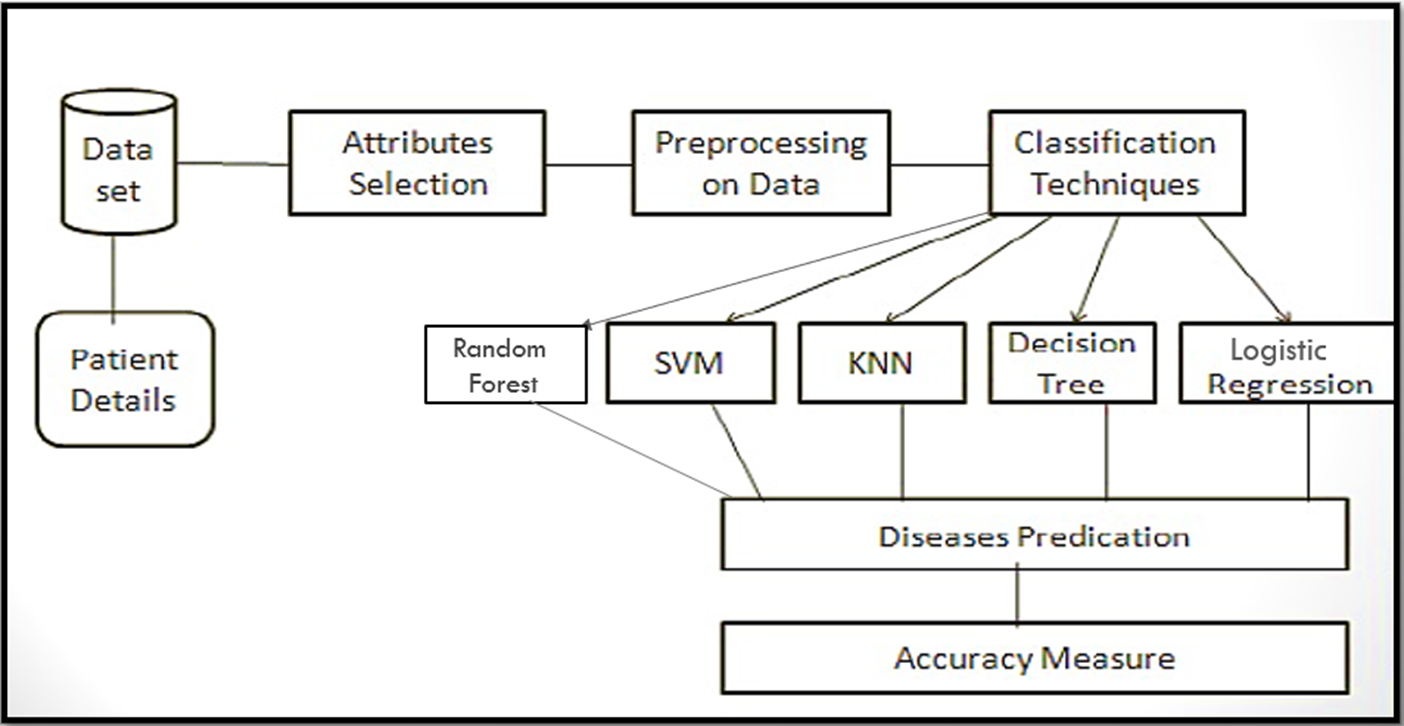 Data
set
Attributes
Selection
Preprocessing
on Data
Classification
Techniques
Patient
Details
Random
Forest
SVM
KNN
Decision
Tree
Logistic
Regression
Diseases Predication
Accuracy Measure